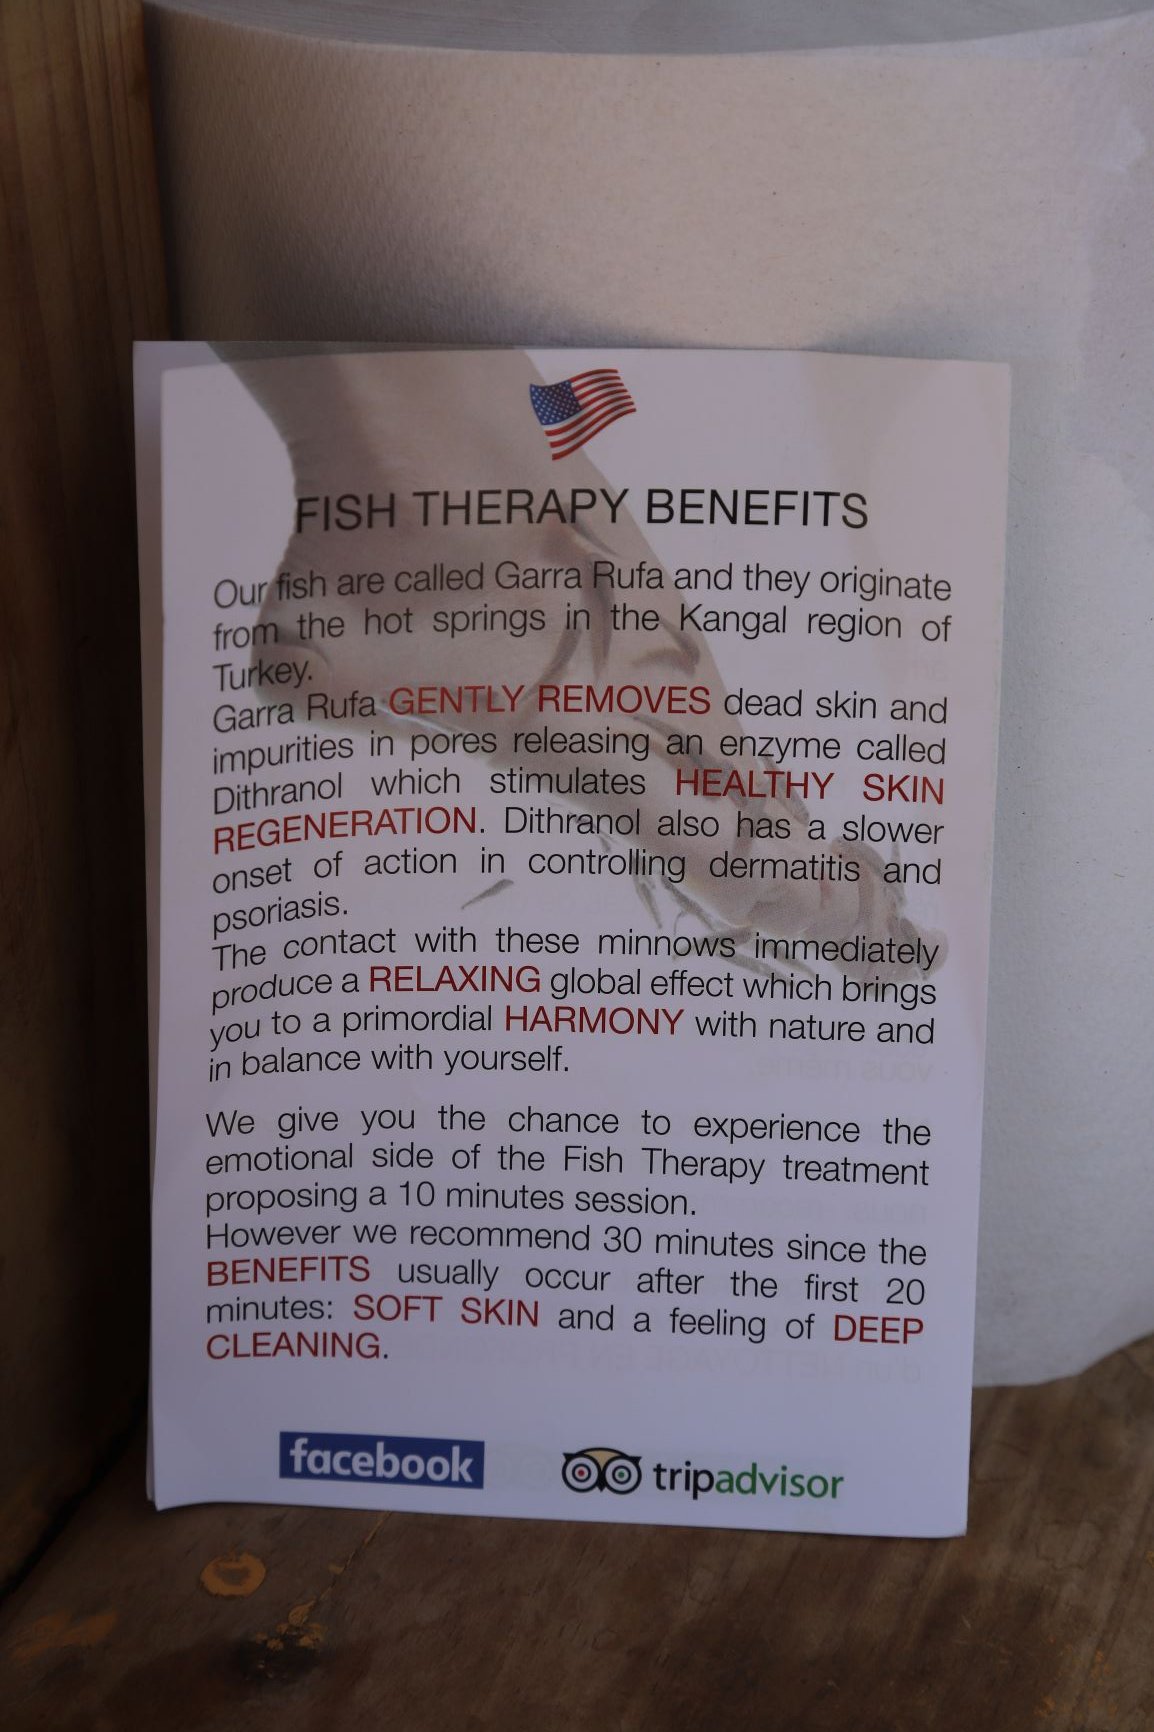 FISH THERAPY BENEFITS
Our fish are called Garra Rufa and they originate
from the hot springs in the Kangal region of
Turkey.
Garra Rufa GENTLY REMOVES dead skin and
impurities in pores releasing an enzyme called
Dithranol which stimulates HEALTHY SKIN
REGENERATION. Dithranol also has a slower
onset of action in controlling dermatitis and
psoriasis.
The contact with these minnows immediately
produce a RELAXING global effect which brings
you to a primordial HARMONY with nature and
in balance with yourself.
We give you the chance to experience the
emotional side of the Fish Therapy treatment
proposing a 10 minutes session.
However we recommend 30 minutes since the
BENEFITS usually occur after the first 20
minutes: SOFT SKIN and a feeling of DEEP
CLEANING.
facebook tripadvisor